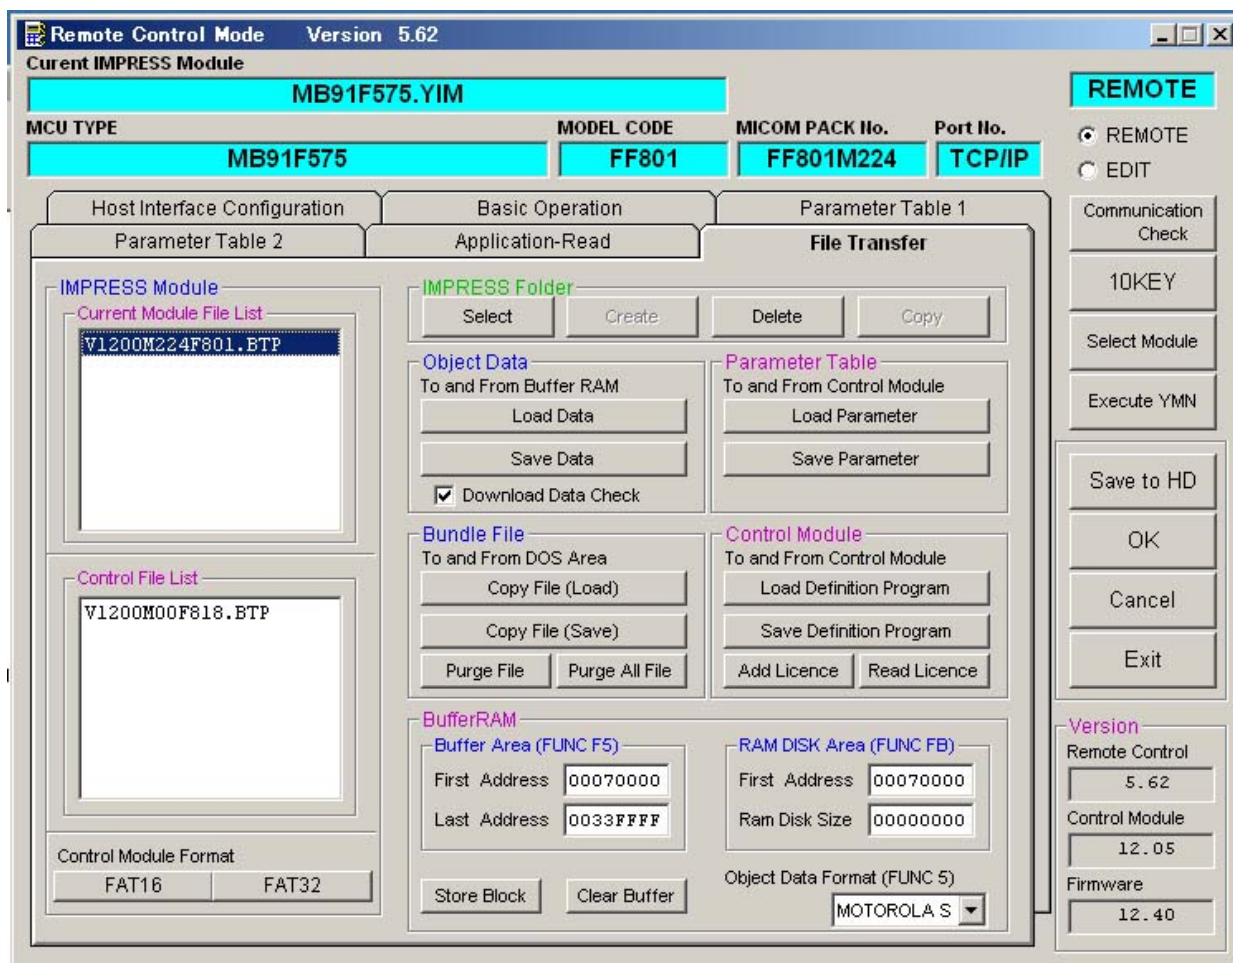 Remote Control Mode Version 5.62
Curent IMPRESS Module
MB91F575.YIM
REMOTE
MCU TYPE MODEL CODE MICOM PACK No. Port No.
MB91F575 FF801 FF801M224 TCP/IP
REMOTE
EDIT
Host Interface Configuration Basic Operation Parameter Table 1
Parameter Table 2 Application-Read File Transfer
IMPRESS Module
Current Module File List
V1200M224F801.BTP
Control File List
V1200M00F818.BTP
Control Module Format
FAT16 FAT32
IMPRESS Folder
Select Create Delete Copy
Object Data
To and From Buffer RAM
Load Data
Save Data
Download Data Check
Parameter Table
To and From Control Module
Load Parameter
Save Parameter
Bundle File
To and From DOS Area
Copy File (Load)
Copy File (Save)
Purge File Purge All File
Control Module
To and From Control Module
Load Definition Program
Save Definition Program
Add Licence Read Licence
BufferRAM
Buffer Area (FUNC F5)
First Address 00070000
Last Address 0033FFFF
RAM DISK Area (FUNC FB)
First Address 00070000
Ram Disk Size 00000000
Store Block Clear Buffer
Object Data Format (FUNC 5)
MOTOROLA S
Communication
Check
10KEY
Select Module
Execute YMN
Save to HD
OK
Cancel
Exit
Version
Remote Control
5.62
Control Module
12.05
Firmware
12.40